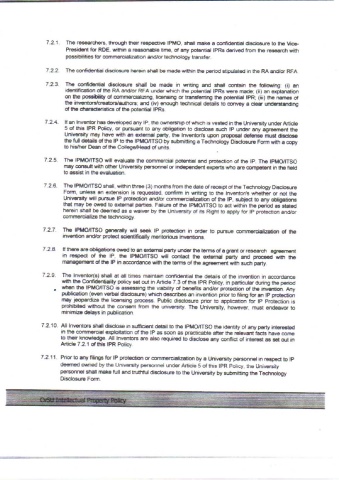 7.2.1. The researchers, through their respective IPMO, shall make a confidential disclosure to the Vice-
President for RDE, within a reasonable time, of any potential IPRs derived from the research with
possibilities for commercialization and/or technology transfer.
7.2.2. The confidential disclosure herein shall be made within the period stipulated in the RA and/or RFA
7.2.3. The confidential disclosure shall be made in writing and shall contain the following: (i) an
identification of the RA and/or RFA under which the potential IPRs were made; (ii) an explanation
on the possibility of commercializing, licensing or transferring the potential IPR; (iii) the names of
the inventors/creators/authors; and (iv) enough technical details to convey a clear understanding
of the characteristics of the potential IPRs.
7.2.4. If an Inventor has developed any IP, the ownership of which is vested in the University under Article
5 of this IPR Policy, or pursuant to any obligation to disclose such IP under any agreement the
University may have with an external party, the Inventor/s upon proposal defense must disclose
the full details of the IP to the IPMO/ITSO by submitting a Technology Disclosure Form with a copy
to his/her Dean of the College/Head of units.
7.2.5. The IPMO/ITSO will evaluate the commercial potential and protection of the IP. The IPMO/ITSO
may consult with other University personnel or independent experts who are competent in the field
to assist in the evaluation.
7.2.6. The IPMO/ITSO shall, within three (3) months from the date of receipt of the Technology Disclosure
Form, unless an extension is requested, confirm in writing to the Inventor/s whether or not the
University will pursue IP protection and/or commercialization of the IP, subject to any obligations
that may be owed to external parties. Failure of the IPMO/ITSO to act within the period as stated
herein shall be deemed as a waiver by the University of its Right to apply for IP protection and/or
commercialize the technology.
7.2.7. The IPMO/ITSO generally will seek IP protection in order to pursue commercialization of the
invention and/or protect scientifically meritorious inventions.
7.2.8. If there are obligations owed to an external party under the terms of a grant or research agreement
in respect of the IP, the IPMO/ITSO will contact the external party and proceed with the
management of the IP in accordance with the terms of the agreement with such party.
7.2.9. The Inventor(s) shall at all times maintain confidential the details of the invention in accordance
with the Confidentiality policy set out in Article 7.3 of this IPR Policy, in particular during the period
when the IPMO/ITSO is assessing the viability of benefits and/or protection of the invention. Any
publication (even verbal disclosure) which describes an invention prior to filing for an IP protection
may jeopardize the licensing process. Public disclosure prior to application for IP Protection is
prohibited without the consent from the university. The University, however, must endeavor to
minimize delays in publication.
7.2.10. All inventors shall disclose in sufficient detail to the IPMO/ITSO the identity of any party interested
in the commercial exploitation of the IP as soon as practicable after the relevant facts have come
to their knowledge. All inventors are also required to disclose any conflict of interest as set out in
Article 7.2.1 of this IPR Policy.
7.2.11. Prior to any filings for IP protection or commercialization by a University personnel in respect to IP
deemed owned by the University personnel under Article 5 of this IPR Policy, the University
personnel shall make full and truthful disclosure to the University by submitting the Technology
Disclosure Form.
Intellectual Property Policy